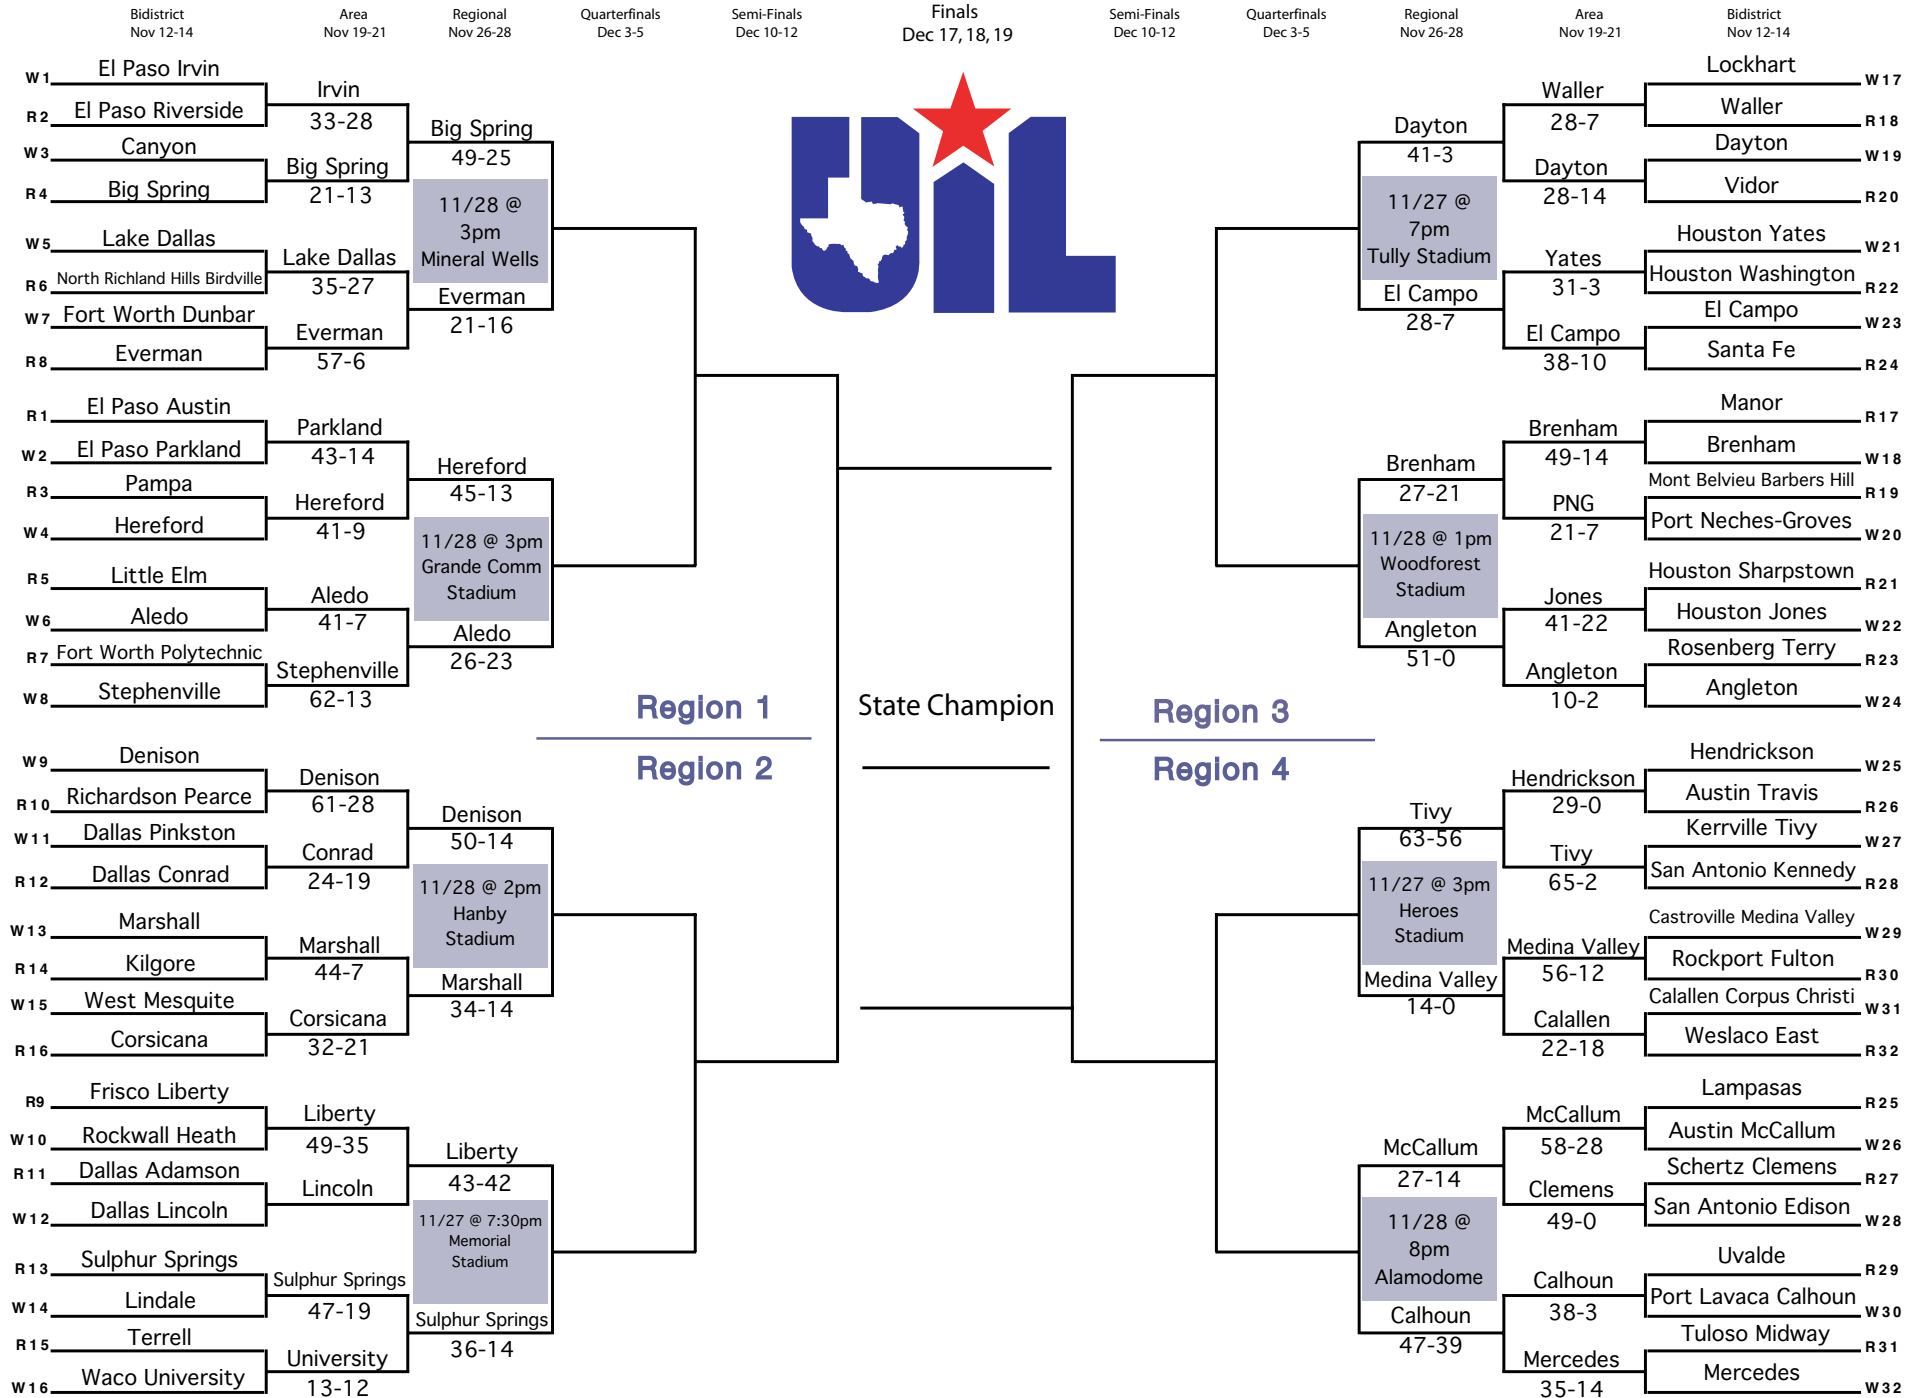 Bidistrict
Nov 12-14
Area
Nov 19-21
Regional
Nov 26-28
Quarterfinals
Dec 3-5
Semi-Finals
Dec 10-12
Finals
Dec 17, 18, 19
Semi-Finals
Dec 10-12
Quarterfinals
Dec 3-5
Regional
Nov 26-28
Area
Nov 19-21
Bidistrict
Nov 12-14
UIL
W1 El Paso Irvin
R2 El Paso Riverside
W3 Canyon
R4 Big Spring
W5 Lake Dallas
R6 North Richland Hills Birdville
W7 Fort Worth Dunbar
R8 Everman
R1 El Paso Austin
W2 El Paso Parkland
R3 Pampa
W4 Hereford
R5 Little Elm
W6 Aledo
R7 Fort Worth Polytechnic
W8 Stephenville
W9 Denison
R10 Richardson Pearce
W11 Dallas Pinkston
R12 Dallas Conrad
W13 Marshall
R14 Kilgore
W15 West Mesquite
R16 Corsicana
R9 Frisco Liberty
W10 Rockwall Heath
R11 Dallas Adamson
W12 Dallas Lincoln
R13 Sulphur Springs
W14 Lindale
R15 Terrell
W16 Waco University
Irvin
33-28
Big Spring
21-13
Lake Dallas
35-27
Everman
57-6
Parkland
43-14
Hereford
41-9
Aledo
41-7
Stephenville
62-13
Denison
61-28
Conrad
24-19
Marshall
44-7
Corsicana
32-21
Liberty
49-35
Lincoln
Sulphur Springs
47-19
University
13-12
Big Spring
49-25
11/28 @
3pm
Mineral Wells
Everman
21-16
Hereford
45-13
11/28 @ 3pm
Grande Comm
Stadium
Aledo
26-23
Denison
50-14
11/28 @ 2pm
Hanby
Stadium
Marshall
34-14
Liberty
43-42
11/27 @ 7:30pm
Memorial
Stadium
Sulphur Springs
36-14
Region 1
Region 2
State Champion
Region 3
Region 4
Dayton
41-3
11/27 @
7pm
Tully Stadium
El Campo
28-7
Brenham
27-21
11/28 @ 1pm
Woodforest
Stadium
Angleton
51-0
Tivy
63-56
11/27 @ 3pm
Heroes
Stadium
Medina Valley
14-0
McCallum
27-14
11/28 @
8pm
Alamodome
Calhoun
47-39
Waller
28-7
Dayton
28-14
Yates
31-3
El Campo
38-10
Brenham
49-14
PNG
21-7
Jones
41-22
Angleton
10-2
Hendrickson
29-0
Tivy
65-2
Medina Valley
56-12
Calallen
22-18
McCallum
58-28
Clemens
49-0
Calhoun
38-3
Mercedes
35-14
Lockhart W17
Waller R18
Dayton W19
Vidor R20
Houston Yates W21
Houston Washington R22
El Campo W23
Santa Fe R24
Manor R17
Brenham W18
Mont Belvieu Barbers Hill R19
Port Neches-Groves W20
Houston Sharpstown R21
Houston Jones W22
Rosenberg Terry R23
Angleton W24
Hendrickson W25
Austin Travis R26
Kerrville Tivy W27
San Antonio Kennedy R28
Castroville Medina Valley W29
Rockport Fulton R30
Calallen Corpus Christi W31
Weslaco East R32
Lampasas R25
Austin McCallum W26
Schertz Clemens R27
San Antonio Edison W28
Uvalde R29
Port Lavaca Calhoun W30
Tuloso Midway R31
Mercedes W32